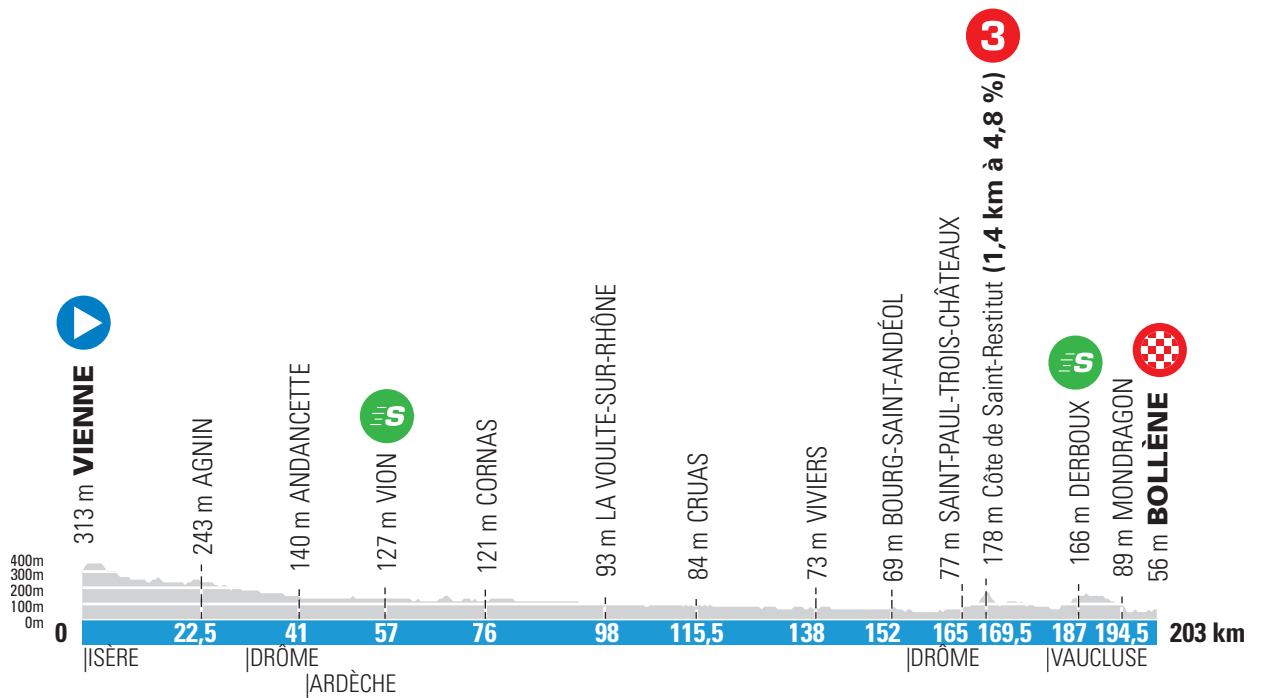 3
313 m VIENNE
243 m AGNIN
140 m ANDANCETTE
S
127 m VION
121 m CORNAS
93 m LA VOULTE-SUR-RHÔNE
84 m CRUAS
73 m VIVIERS
69 m BOURG-SAINT-ANDÉOL
77 m SAINT-PAUL-TROIS-CHÂTEAUX
178 m Côte de Saint-Restitut (1,4 km à 4,8 %)
S
166 m DERBOUX
89 m MONDRAGON
56 m BOLLÈNE
400m
300m
200m
100m
0m
0 22,5 41 57 76 98 115,5 138 152 165 169,5 187 194,5 203 km
|ISÈRE |DRÔME |DRÔME |VAUCLUSE
|ARDÈCHE